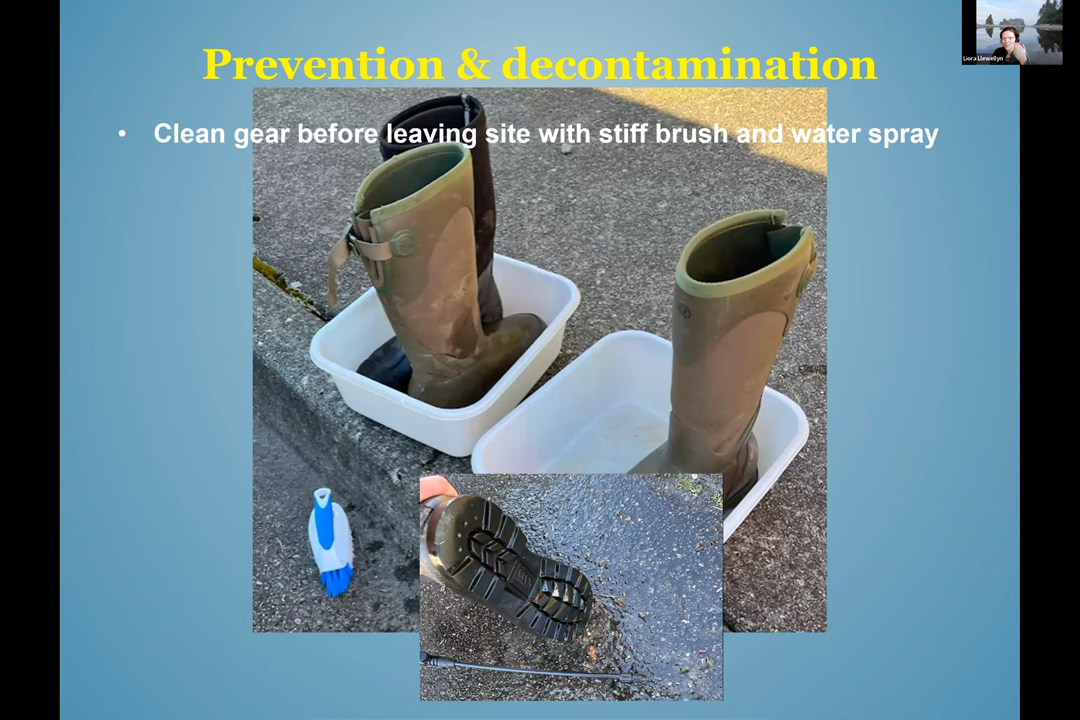 Prevention & decontamination
• Clean gear before leaving site with stiff brush and water spray
Liora Llewellyn